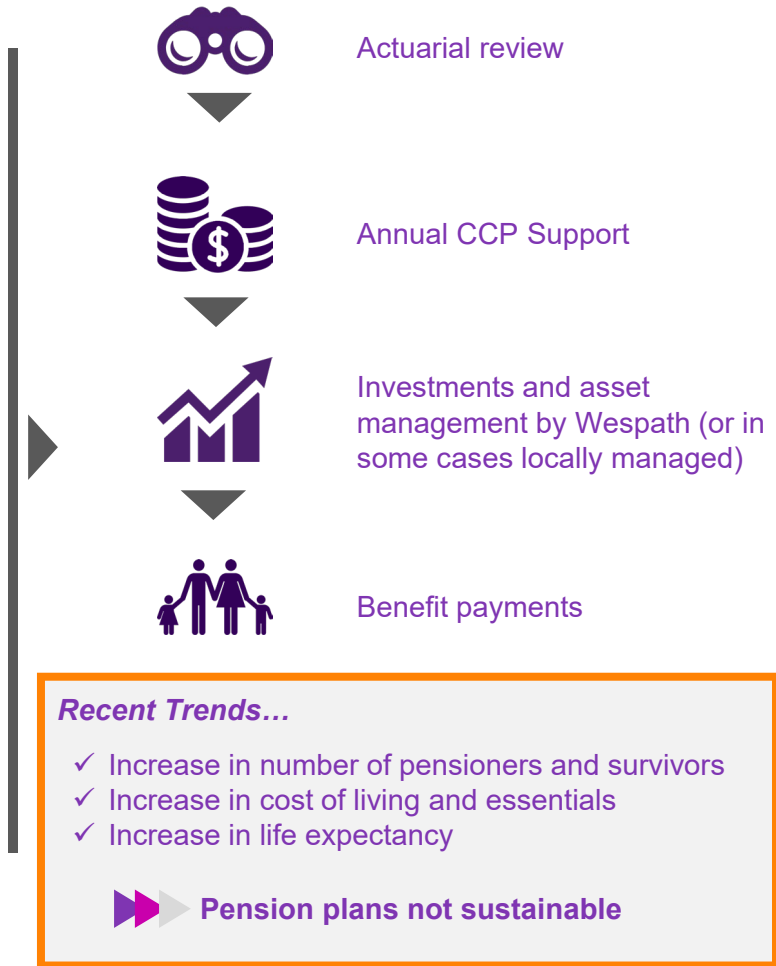 Actuarial review
$
Annual CCP Support
Investments and asset
management by Wespath (or in
some cases locally managed)
Benefit payments
Recent Trends…
✓ Increase in number of pensioners and survivors
✓ Increase in cost of living and essentials
✓ Increase in life expectancy
Pension plans not sustainable